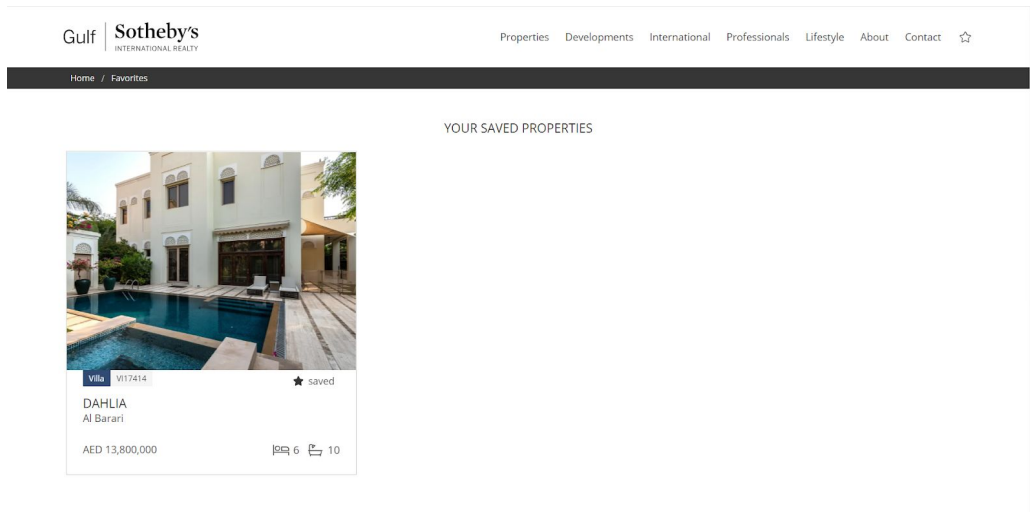 Gulf Sotheby's
INTERNATIONAL REALTY
Properties Developments International Professionals Lifestyle About Contact
Home / Favorites
YOUR SAVED PROPERTIES
Villa VI17414 saved
DAHLIA
Al Barari
AED 13,800,000 6 10